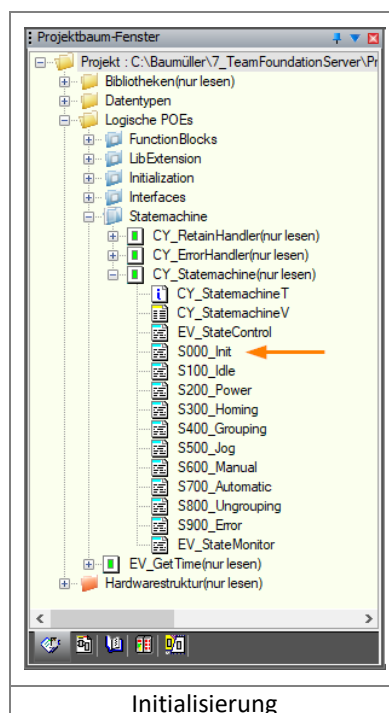 Projektbaum-Fenster
Projekt : C:\Baumüller\7_TeamFoundationServer\Pr
Bibliotheken(nur lesen)
Datentypen
Logische POEs
FunctionBlocks
LibExtension
Initialization
Interfaces
Statemachine
CY_RetainHandler(nur lesen)
CY_ErrorHandler(nur lesen)
CY_Statemachine(nur lesen)
CY_StatemachineT
CY_StatemachineV
EV_StateControl
S000_Init
S100_Idle
S200_Power
S300_Homing
S400_Grouping
S500_Jog
S600_Manual
S700_Automatic
S800_Ungrouping
S900_Error
EV_StateMonitor
EV_GetTime(nur lesen)
Hardwarestruktur(nur lesen)
Initialisierung